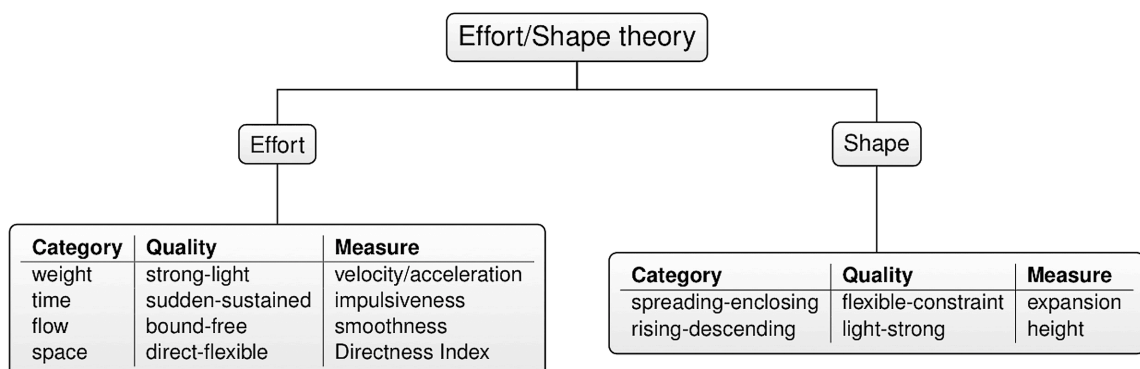 Effort/Shape theory
Effort
Shape
Category Quality Measure
weight strong-light velocity/acceleration
time sudden-sustained impulsiveness
flow bound-free smoothness
space direct-flexible Directness Index
Category Quality Measure
spreading-enclosing flexible-constraint expansion
rising-descending light-strong height